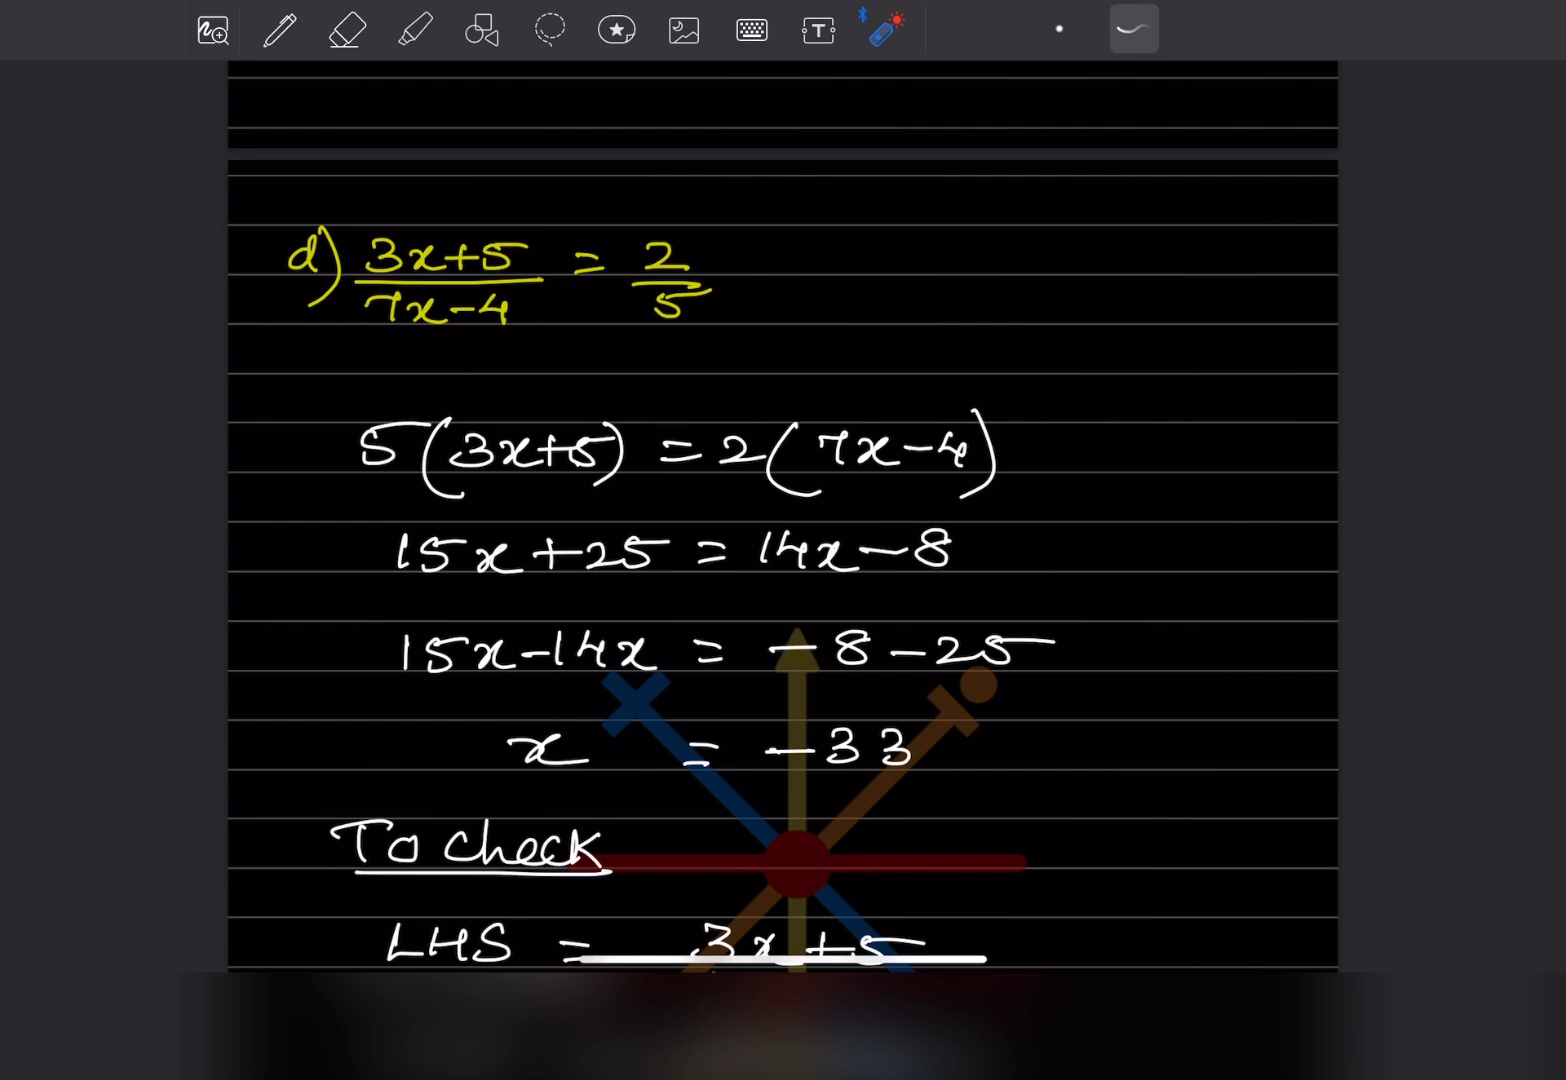 d) 3x+5 = 2
7x-4 5
5(3x+5) = 2(7x-4)
15x+25 = 14x-8
15x-14x = -8-25
x = -33
To check
LHS = 3x+5